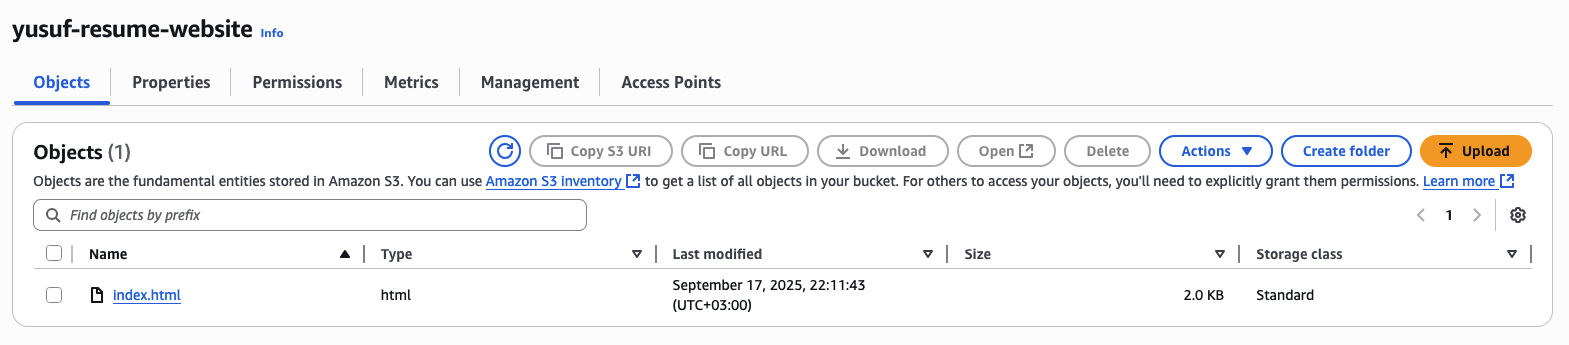 yusuf-resume-website Info
Objects Properties Permissions Metrics Management Access Points
Objects (1) Copy S3 URI Copy URL Download Open Delete Actions Create folder Upload
Objects are the fundamental entities stored in Amazon S3. You can use Amazon S3 inventory to get a list of all objects in your bucket. For others to access your objects, you'll need to explicitly grant them permissions. Learn more
Find objects by prefix 1
Name Type Last modified Size Storage class
index.html html September 17, 2025, 22:11:43 2.0 KB Standard
(UTC+03:00)